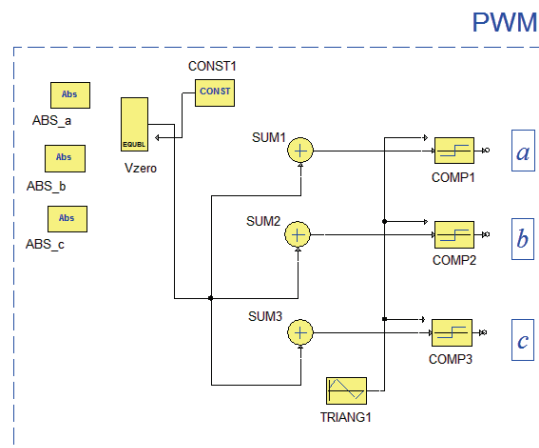 PWM
CONST1
CONST
Abs
ABS_a
EQUBL
Vzero
SUM1
COMP1
a
Abs
ABS_b
SUM2
COMP2
b
Abs
ABS_c
SUM3
COMP3
c
TRIANG1